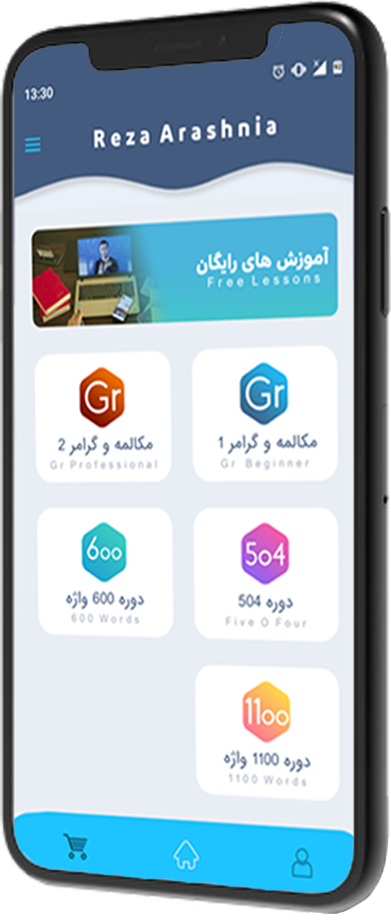 13:30
Reza Arashnia
آموزش های رایگان
Free Lessons
Gr
مکالمه و گرامر 1
Gr Beginner
Gr
مکالمه و گرامر 2
Gr Professional
504
دوره 504
Five O Four
600
دوره 600 واژه
600 Words
1100
دوره 1100 واژه
1100 Words